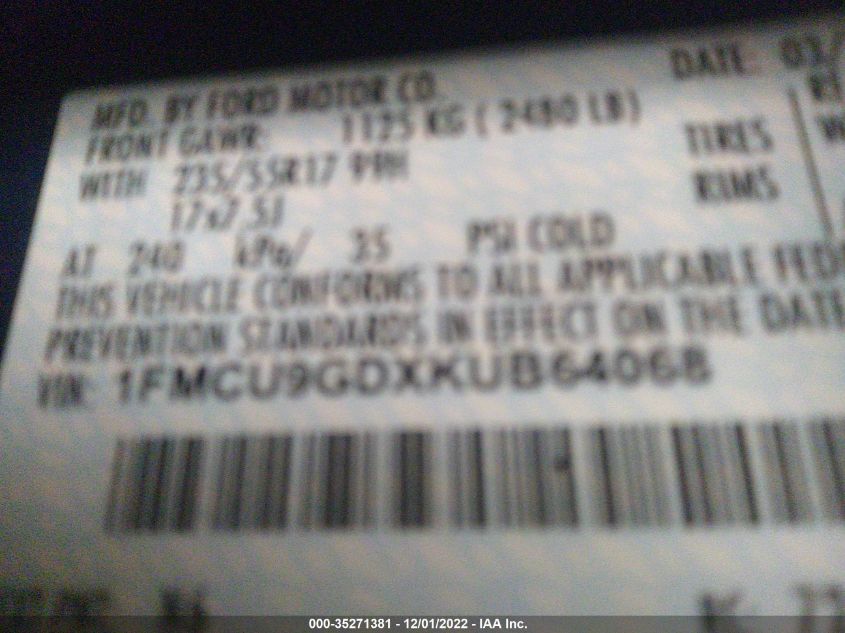 MFD. BY FORD MOTOR CO. DATE: 03/
FRONT GAWR: 1125 KG ( 2480 LB)
WITH 235/55R17 99H TIRES
17x7.5J RIMS
AT 240 kPa/ 35 PSI COLD
THIS VEHICLE CONFORMS TO ALL APPLICABLE FEDE
PREVENTION STANDARDS IN EFFECT ON THE DATE
VIN: 1FMCU9GDXKUB64068
000-35271381 - 12/01/2022 - IAA Inc.